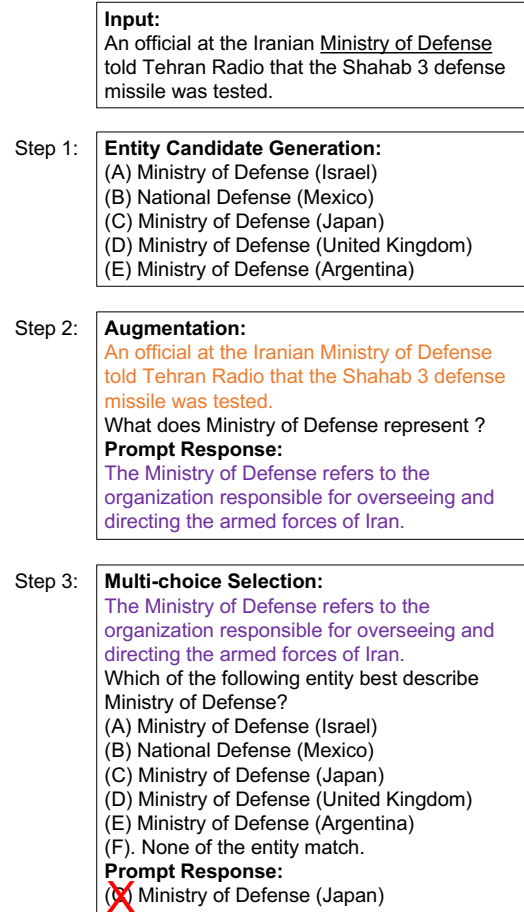 Input:
An official at the Iranian Ministry of Defense
told Tehran Radio that the Shahab 3 defense
missile was tested.
Step 1:
Entity Candidate Generation:
(A) Ministry of Defense (Israel)
(B) National Defense (Mexico)
(C) Ministry of Defense (Japan)
(D) Ministry of Defense (United Kingdom)
(E) Ministry of Defense (Argentina)
Step 2:
Augmentation:
An official at the Iranian Ministry of Defense
told Tehran Radio that the Shahab 3 defense
missile was tested.
What does Ministry of Defense represent ?
Prompt Response:
The Ministry of Defense refers to the
organization responsible for overseeing and
directing the armed forces of Iran.
Step 3:
Multi-choice Selection:
The Ministry of Defense refers to the
organization responsible for overseeing and
directing the armed forces of Iran.
Which of the following entity best describe
Ministry of Defense?
(A) Ministry of Defense (Israel)
(B) National Defense (Mexico)
(C) Ministry of Defense (Japan)
(D) Ministry of Defense (United Kingdom)
(E) Ministry of Defense (Argentina)
(F). None of the entity match.
Prompt Response:
(C) Ministry of Defense (Japan)